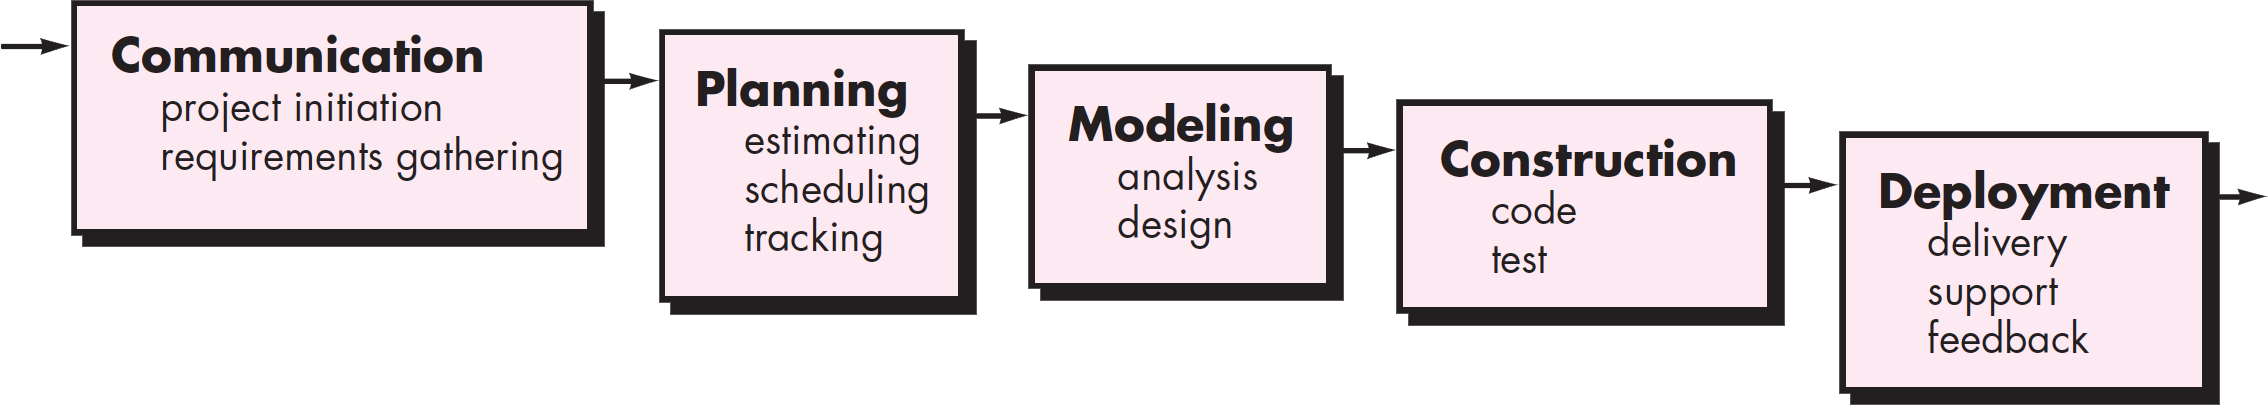 Communication
project initiation
requirements gathering
Planning
estimating
scheduling
tracking
Modeling
analysis
design
Construction
code
test
Deployment
delivery
support
feedback